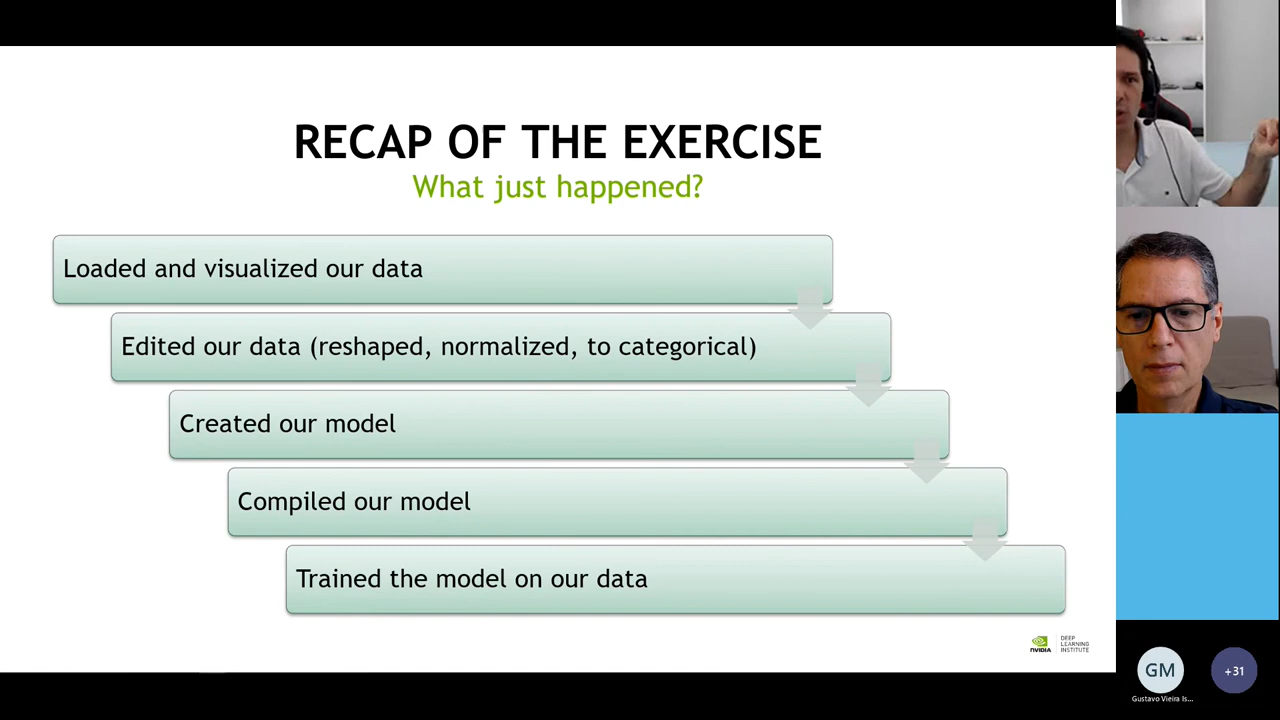 RECAP OF THE EXERCISE
What just happened?
Loaded and visualized our data
Edited our data (reshaped, normalized, to categorical)
Created our model
Compiled our model
Trained the model on our data
NVIDIA
DEEP
LEARNING
INSTITUTE
GM
+31
Gustavo Vieira Is...